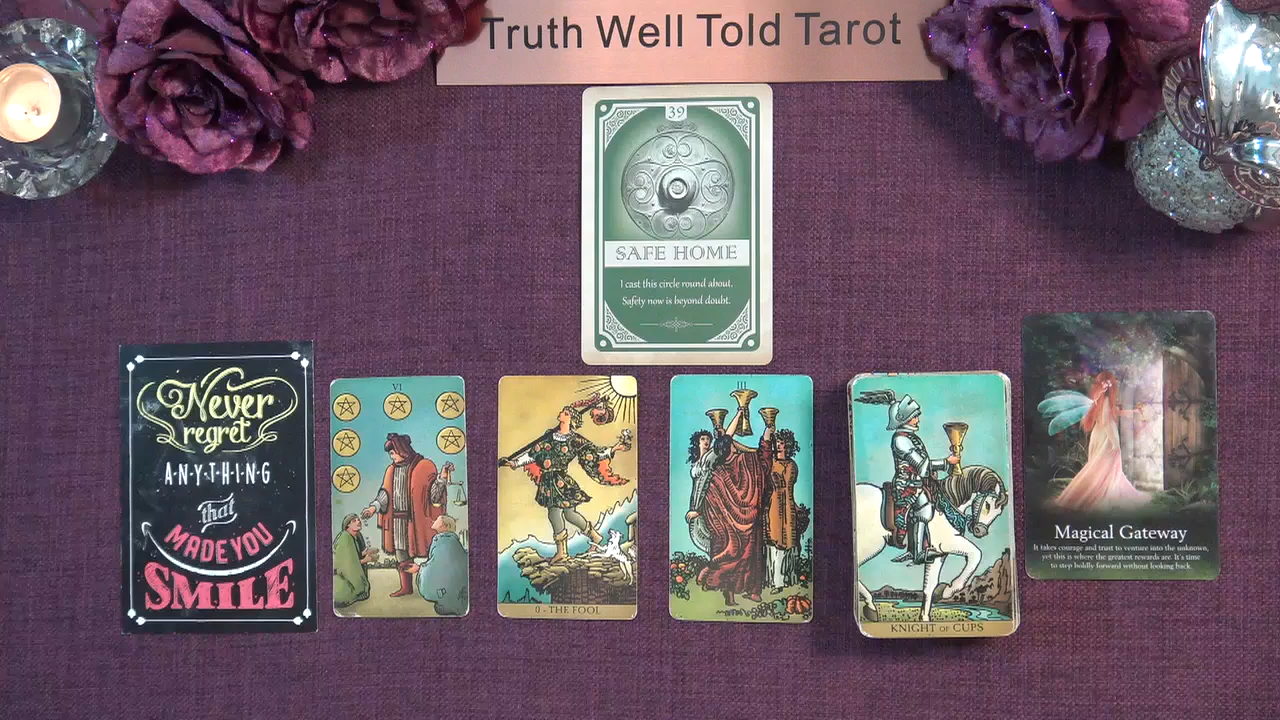 Truth Well Told Tarot
39
SAFE HOME
I cast this circle round about.
Safety now is beyond doubt.
Never
regret
ANYTHING
that
MADE YOU
SMILE
VI
0 - THE FOOL
III
KNIGHT OF CUPS
Magical Gateway
It takes courage and trust to venture into the unknown,
yet this is where the greatest rewards are. It's time
to step boldly forward without looking back.